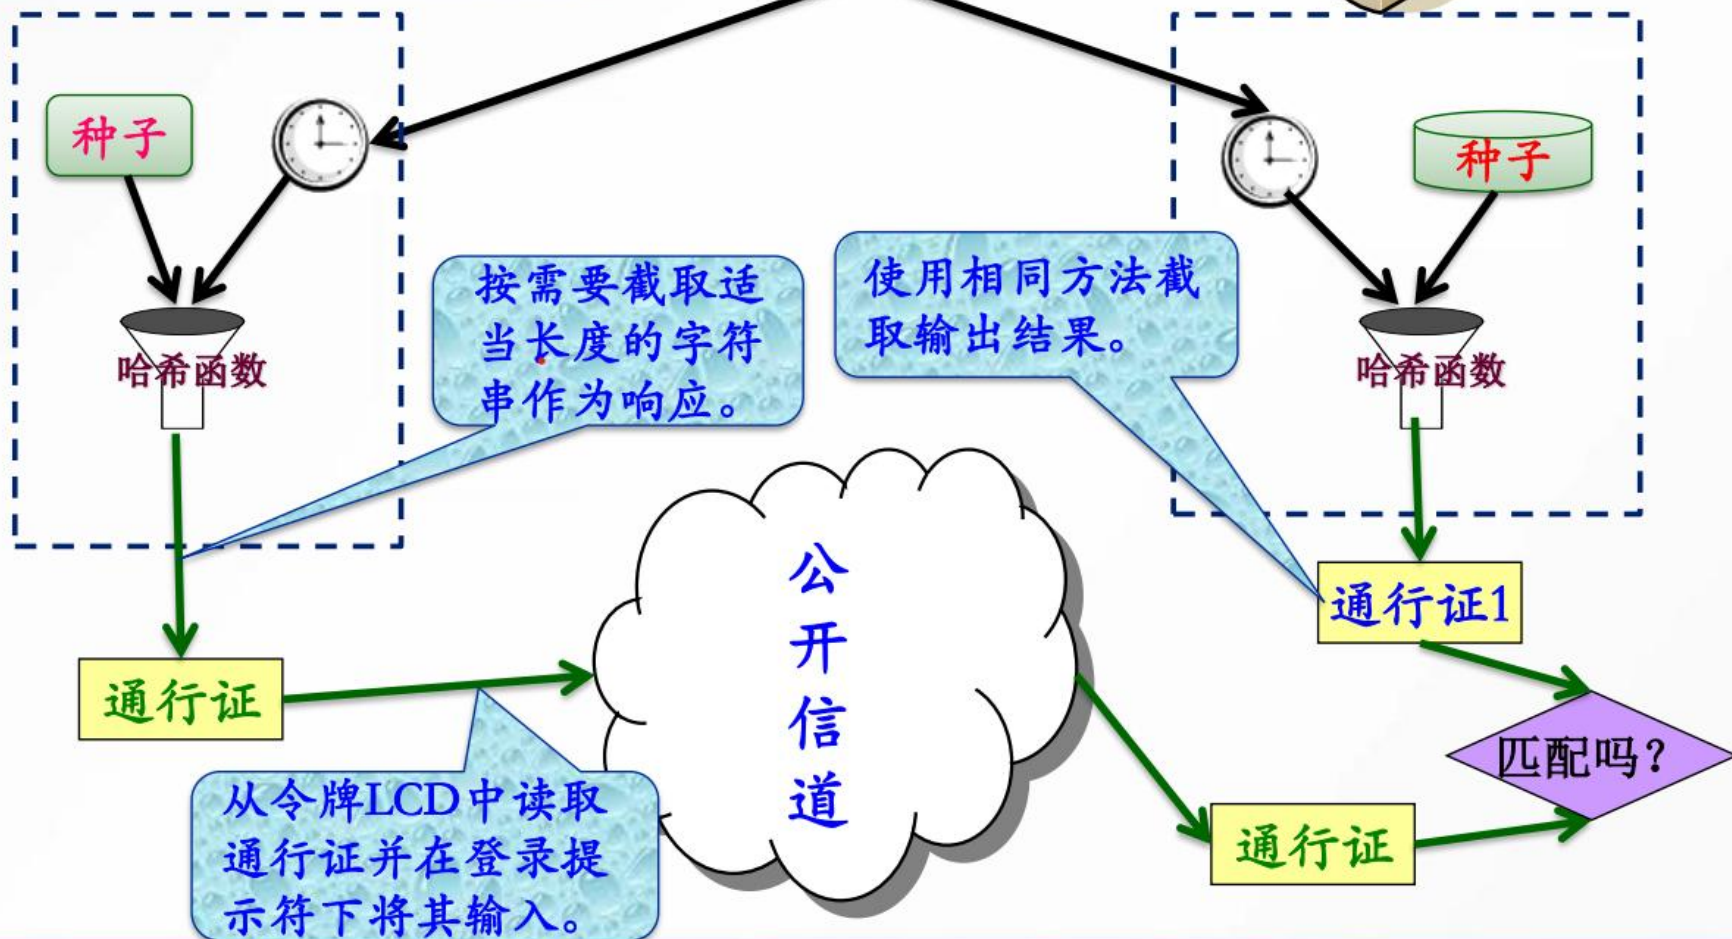 种子
种子
按需要截取适
当长度的字符
串作为响应。
使用相同方法截
取输出结果。
哈希函数
哈希函数
公
开
信
道
通行证1
通行证
匹配吗？
从令牌LCD中读取
通行证并在登录提
示符下将其输入。
通行证